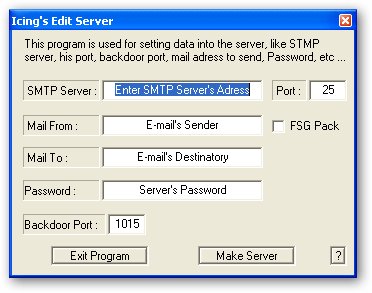 Icing's Edit Server
This program is used for setting data into the server, like STMP
server, his port, backdoor port, mail adress to send, Password, etc ...
SMTP Server : Enter SMTP Server's Adress Port : 25
Mail From : E-mail's Sender FSG Pack
Mail To : E-mail's Destinatory
Password : Server's Password
Backdoor Port : 1015
Exit Program Make Server ?